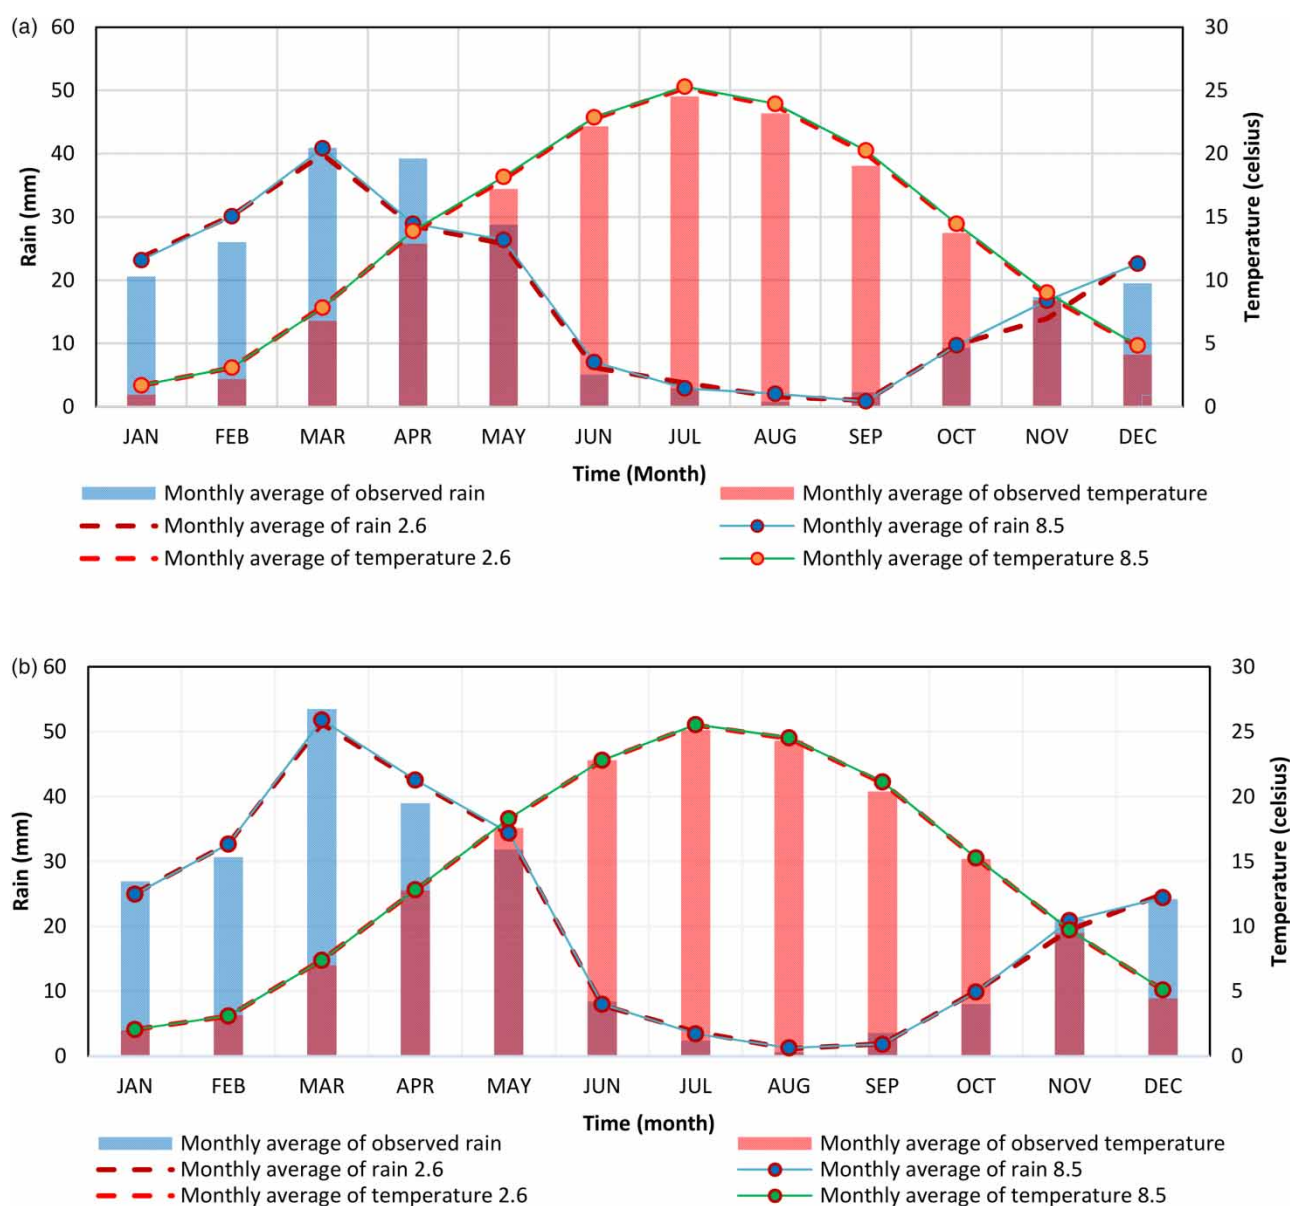 (a)
60 50 40 30 20 10 0
Rain (mm)
30 25 20 15 10 5 0
Temperature (celsius)
JAN FEB MAR APR MAY JUN JUL AUG SEP OCT NOV DEC
Time (Month)
Monthly average of observed rain Monthly average of observed temperature
Monthly average of rain 2.6 Monthly average of rain 8.5
Monthly average of temperature 2.6 Monthly average of temperature 8.5
(b)
60 50 40 30 20 10 0
Rain (mm)
30 25 20 15 10 5 0
Temperature (celsius)
JAN FEB MAR APR MAY JUN JUL AUG SEP OCT NOV DEC
Time (month)
Monthly average of observed rain Monthly average of observed temperature
Monthly average of rain 2.6 Monthly average of rain 8.5
Monthly average of temperature 2.6 Monthly average of temperature 8.5